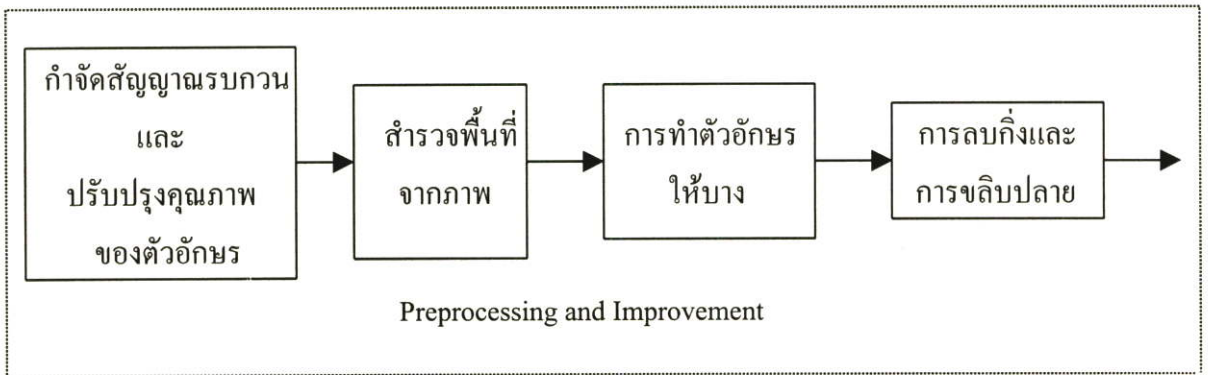 กำจัดสัญญาณรบกวน
และ
ปรับปรุงคุณภาพ
ของตัวอักษร
สำรวจพื้นที่
จากภาพ
การทำตัวอักษร
ให้บาง
การลบกิ่งและ
การขลิบปลาย
Preprocessing and Improvement